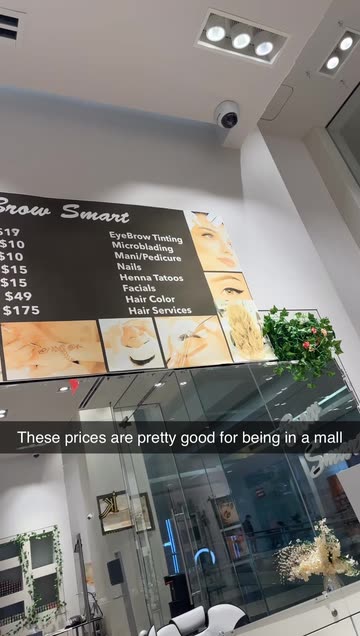 Brow Smart
$19
$10
$10
$15
$15
$49
$175
EyeBrow Tinting
Microblading
Mani/Pedicure
Nails
Henna Tatoos
Facials
Hair Color
Hair Services
These prices are pretty good for being in a mall